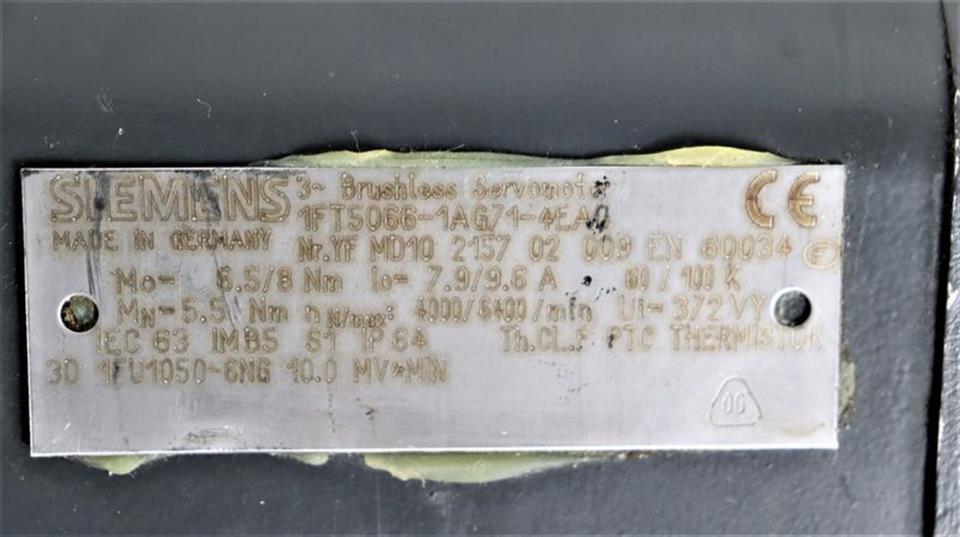 SIEMENS 3~ Brushless Servomotor
1FT5066-1AG71-4EA0
MADE IN GERMANY Nr.YF MD10 2157 02 009 EN 60034
CE
Mo= 6.5/8 Nm Io= 7.9/9.6 A 60 / 100 K
MN=5.5 Nm n N/max: 4000/6400/min Ui=372 VY
IEC 63 IMB5 S1 IP 64 Th.CL.F PTC THERMISTOR
3D 1FU1050-6NG 10.0 MV*MIN
00